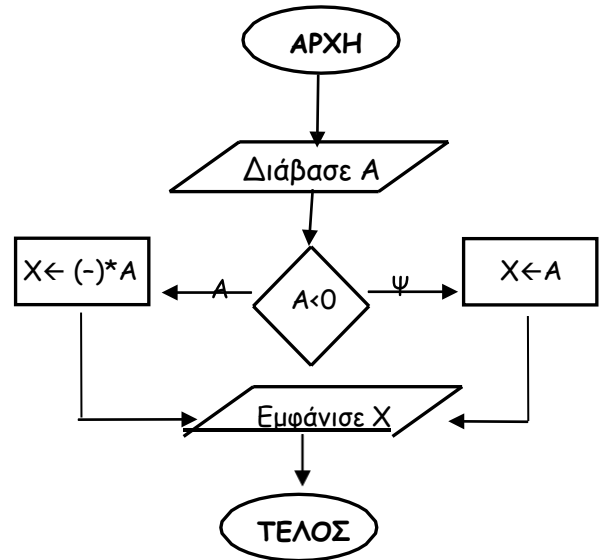 ΑΡΧΗ
Διάβασε Α
Χ← (-)*Α
Α
Α<0
Ψ
Χ←Α
Εμφάνισε Χ
ΤΕΛΟΣ